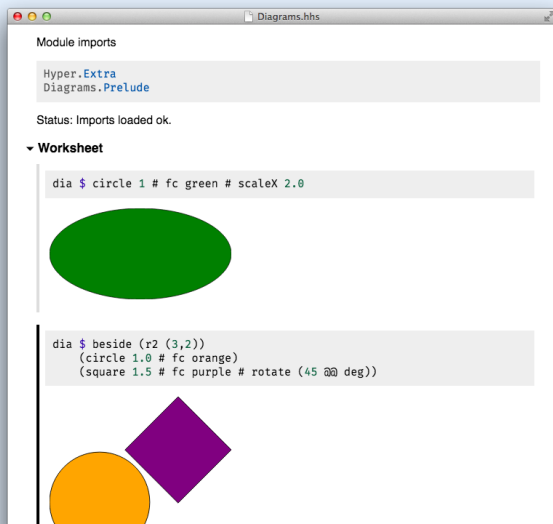 Diagrams.hhs
Module imports
Hyper.Extra
Diagrams.Prelude
Status: Imports loaded ok.
Worksheet
dia $ circle 1 # fc green # scaleX 2.0
dia $ beside (r2 (3,2))
    (circle 1.0 # fc orange)
    (square 1.5 # fc purple # rotate (45 @@ deg))